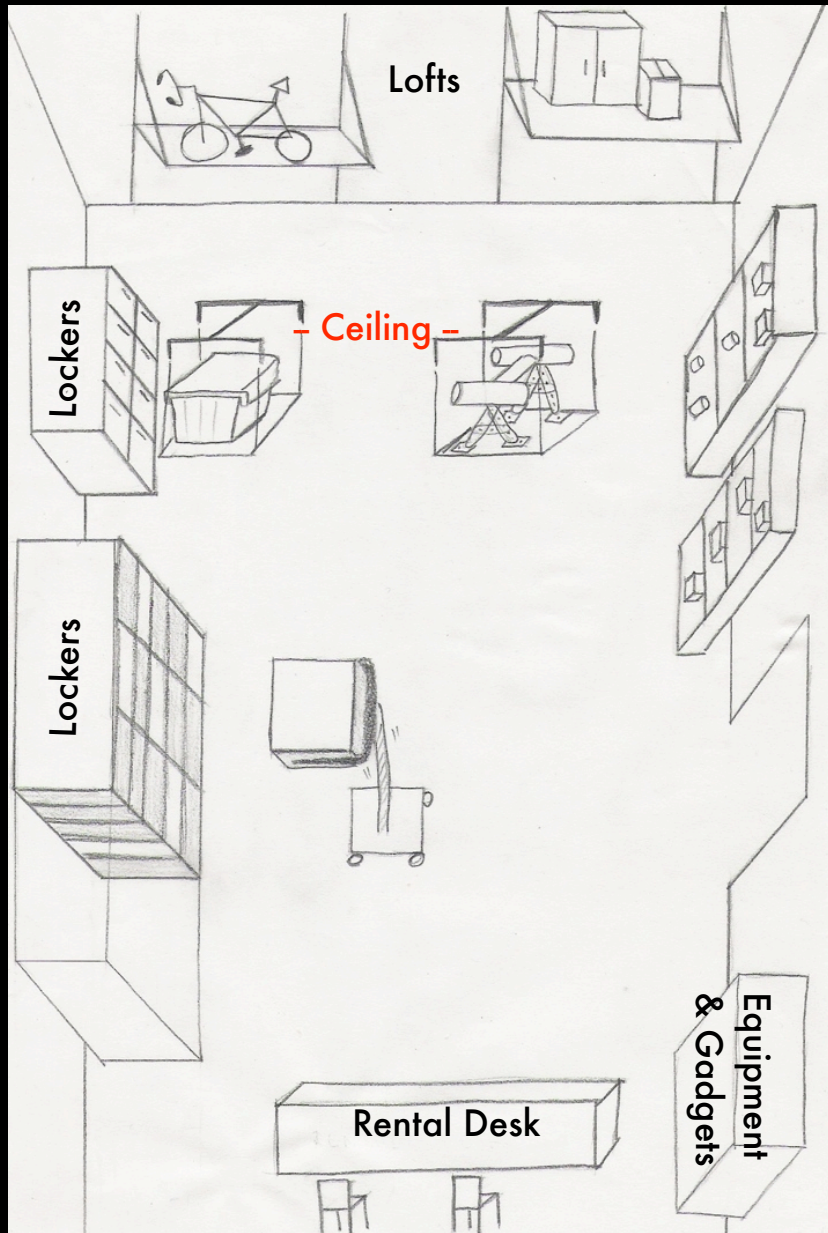 Lofts
– Ceiling –
Lockers
Lockers
Equipment
& Gadgets
Rental Desk